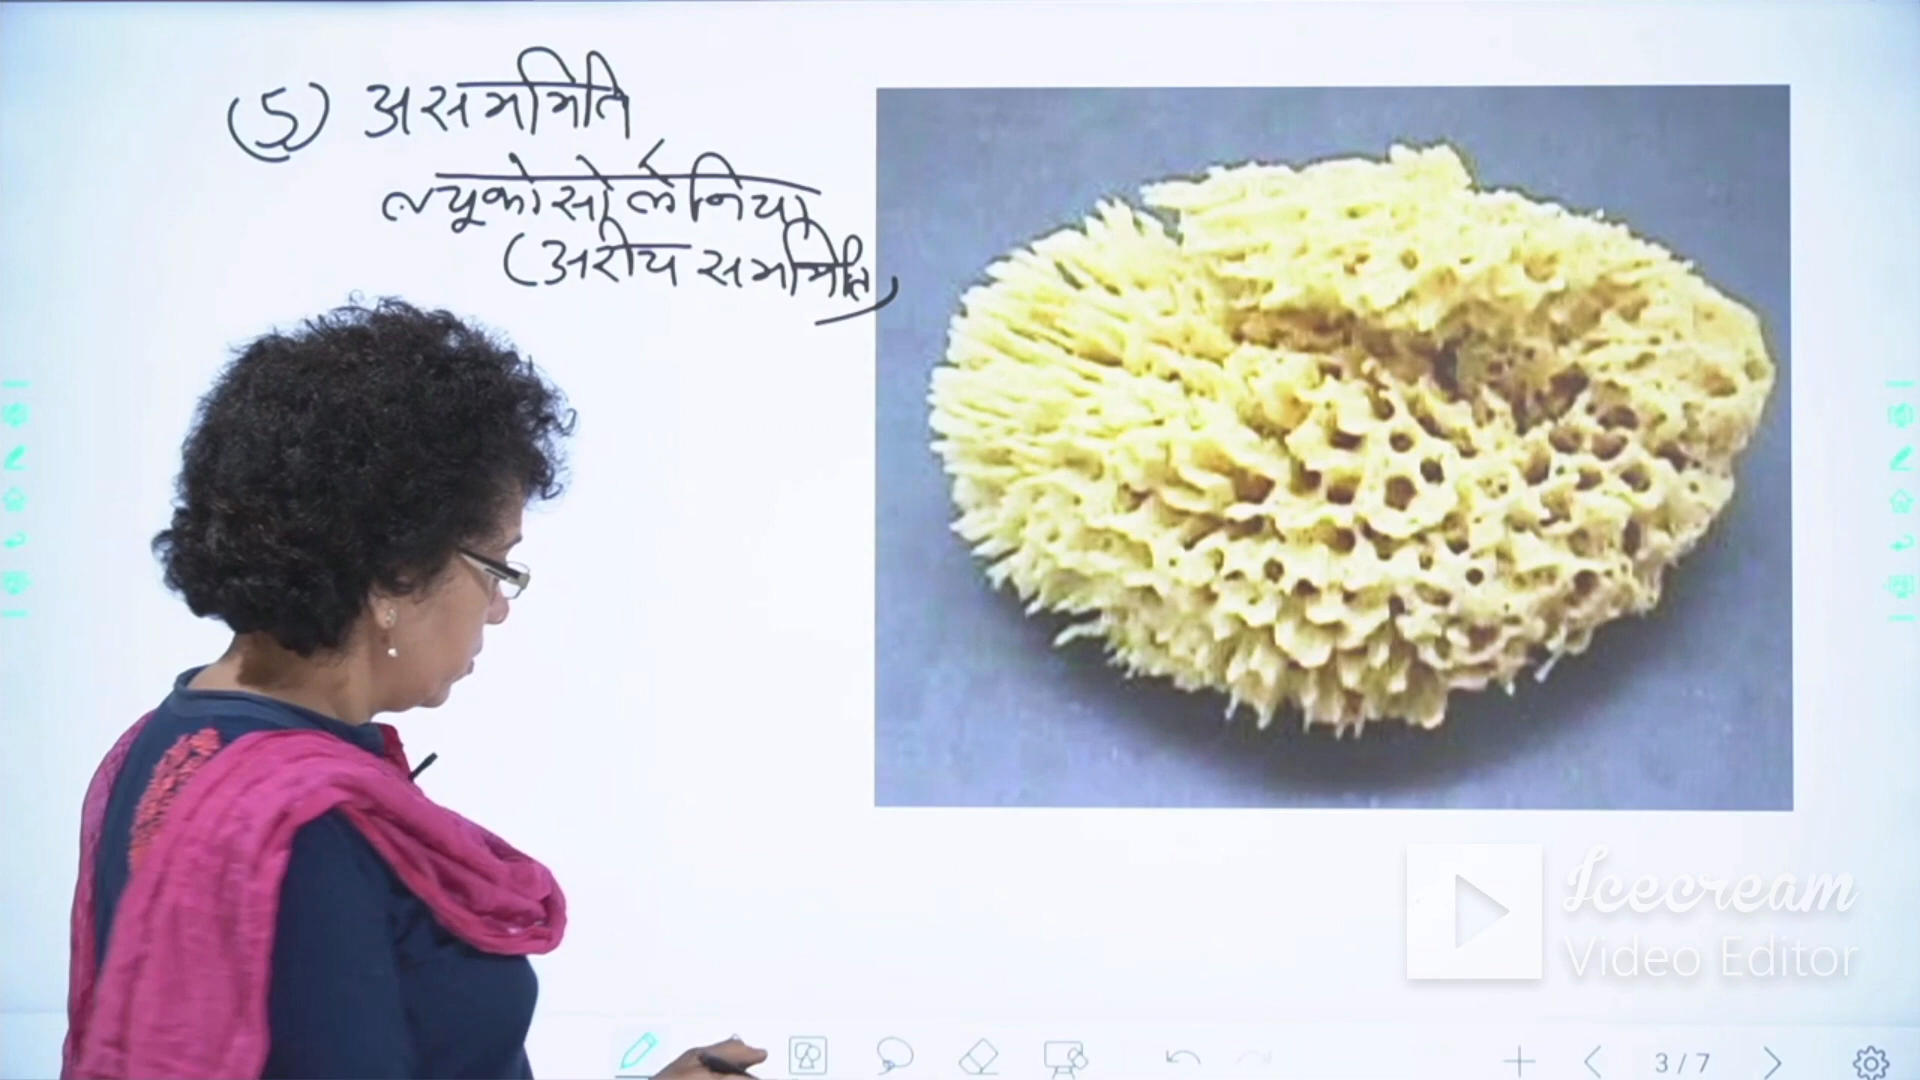 (5) असममिति
ल्यूकोसोलेनिया
(अरीय सममिति)
Icecream
Video Editor
3 / 7